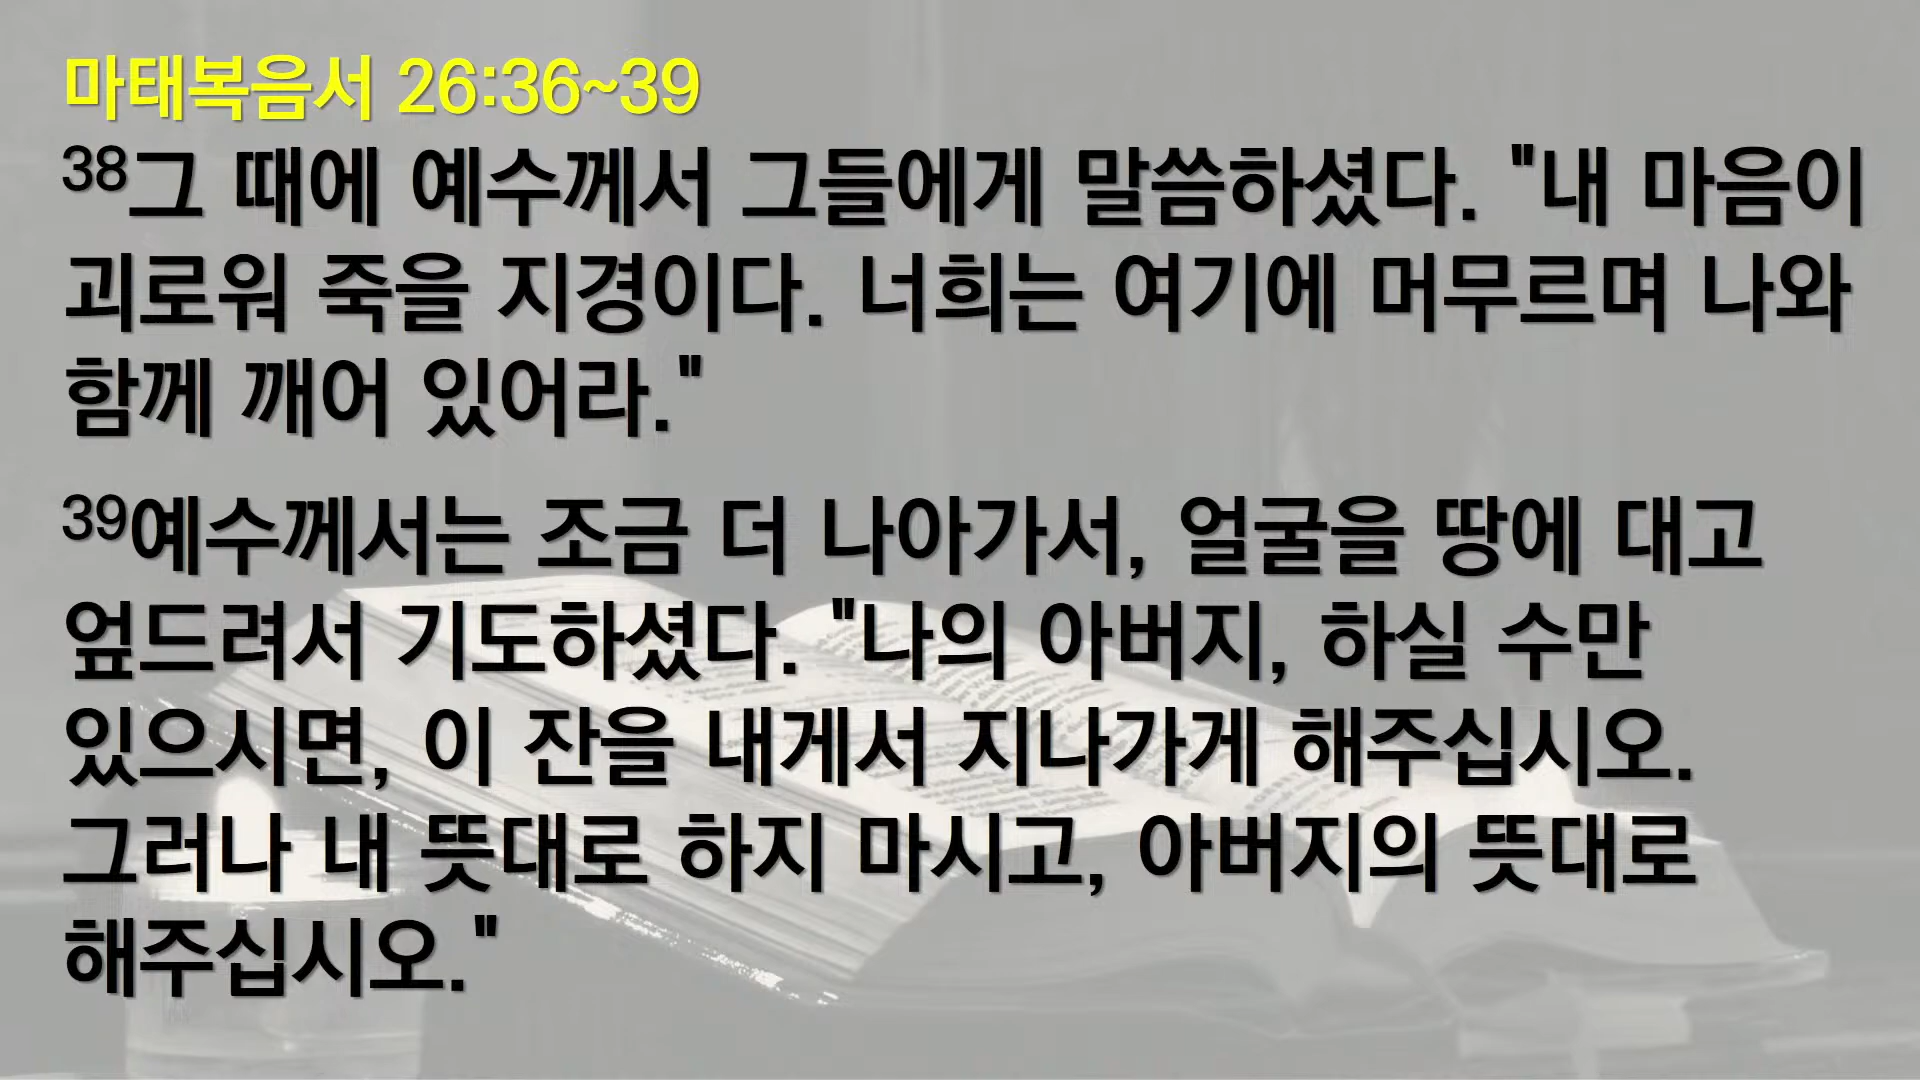 마태복음서 26:36~39
38그 때에 예수께서 그들에게 말씀하셨다. "내 마음이
괴로워 죽을 지경이다. 너희는 여기에 머무르며 나와
함께 깨어 있어라."
39예수께서는 조금 더 나아가서, 얼굴을 땅에 대고
엎드려서 기도하셨다. "나의 아버지, 하실 수만
있으시면, 이 잔을 내게서 지나가게 해주십시오.
그러나 내 뜻대로 하지 마시고, 아버지의 뜻대로
해주십시오."